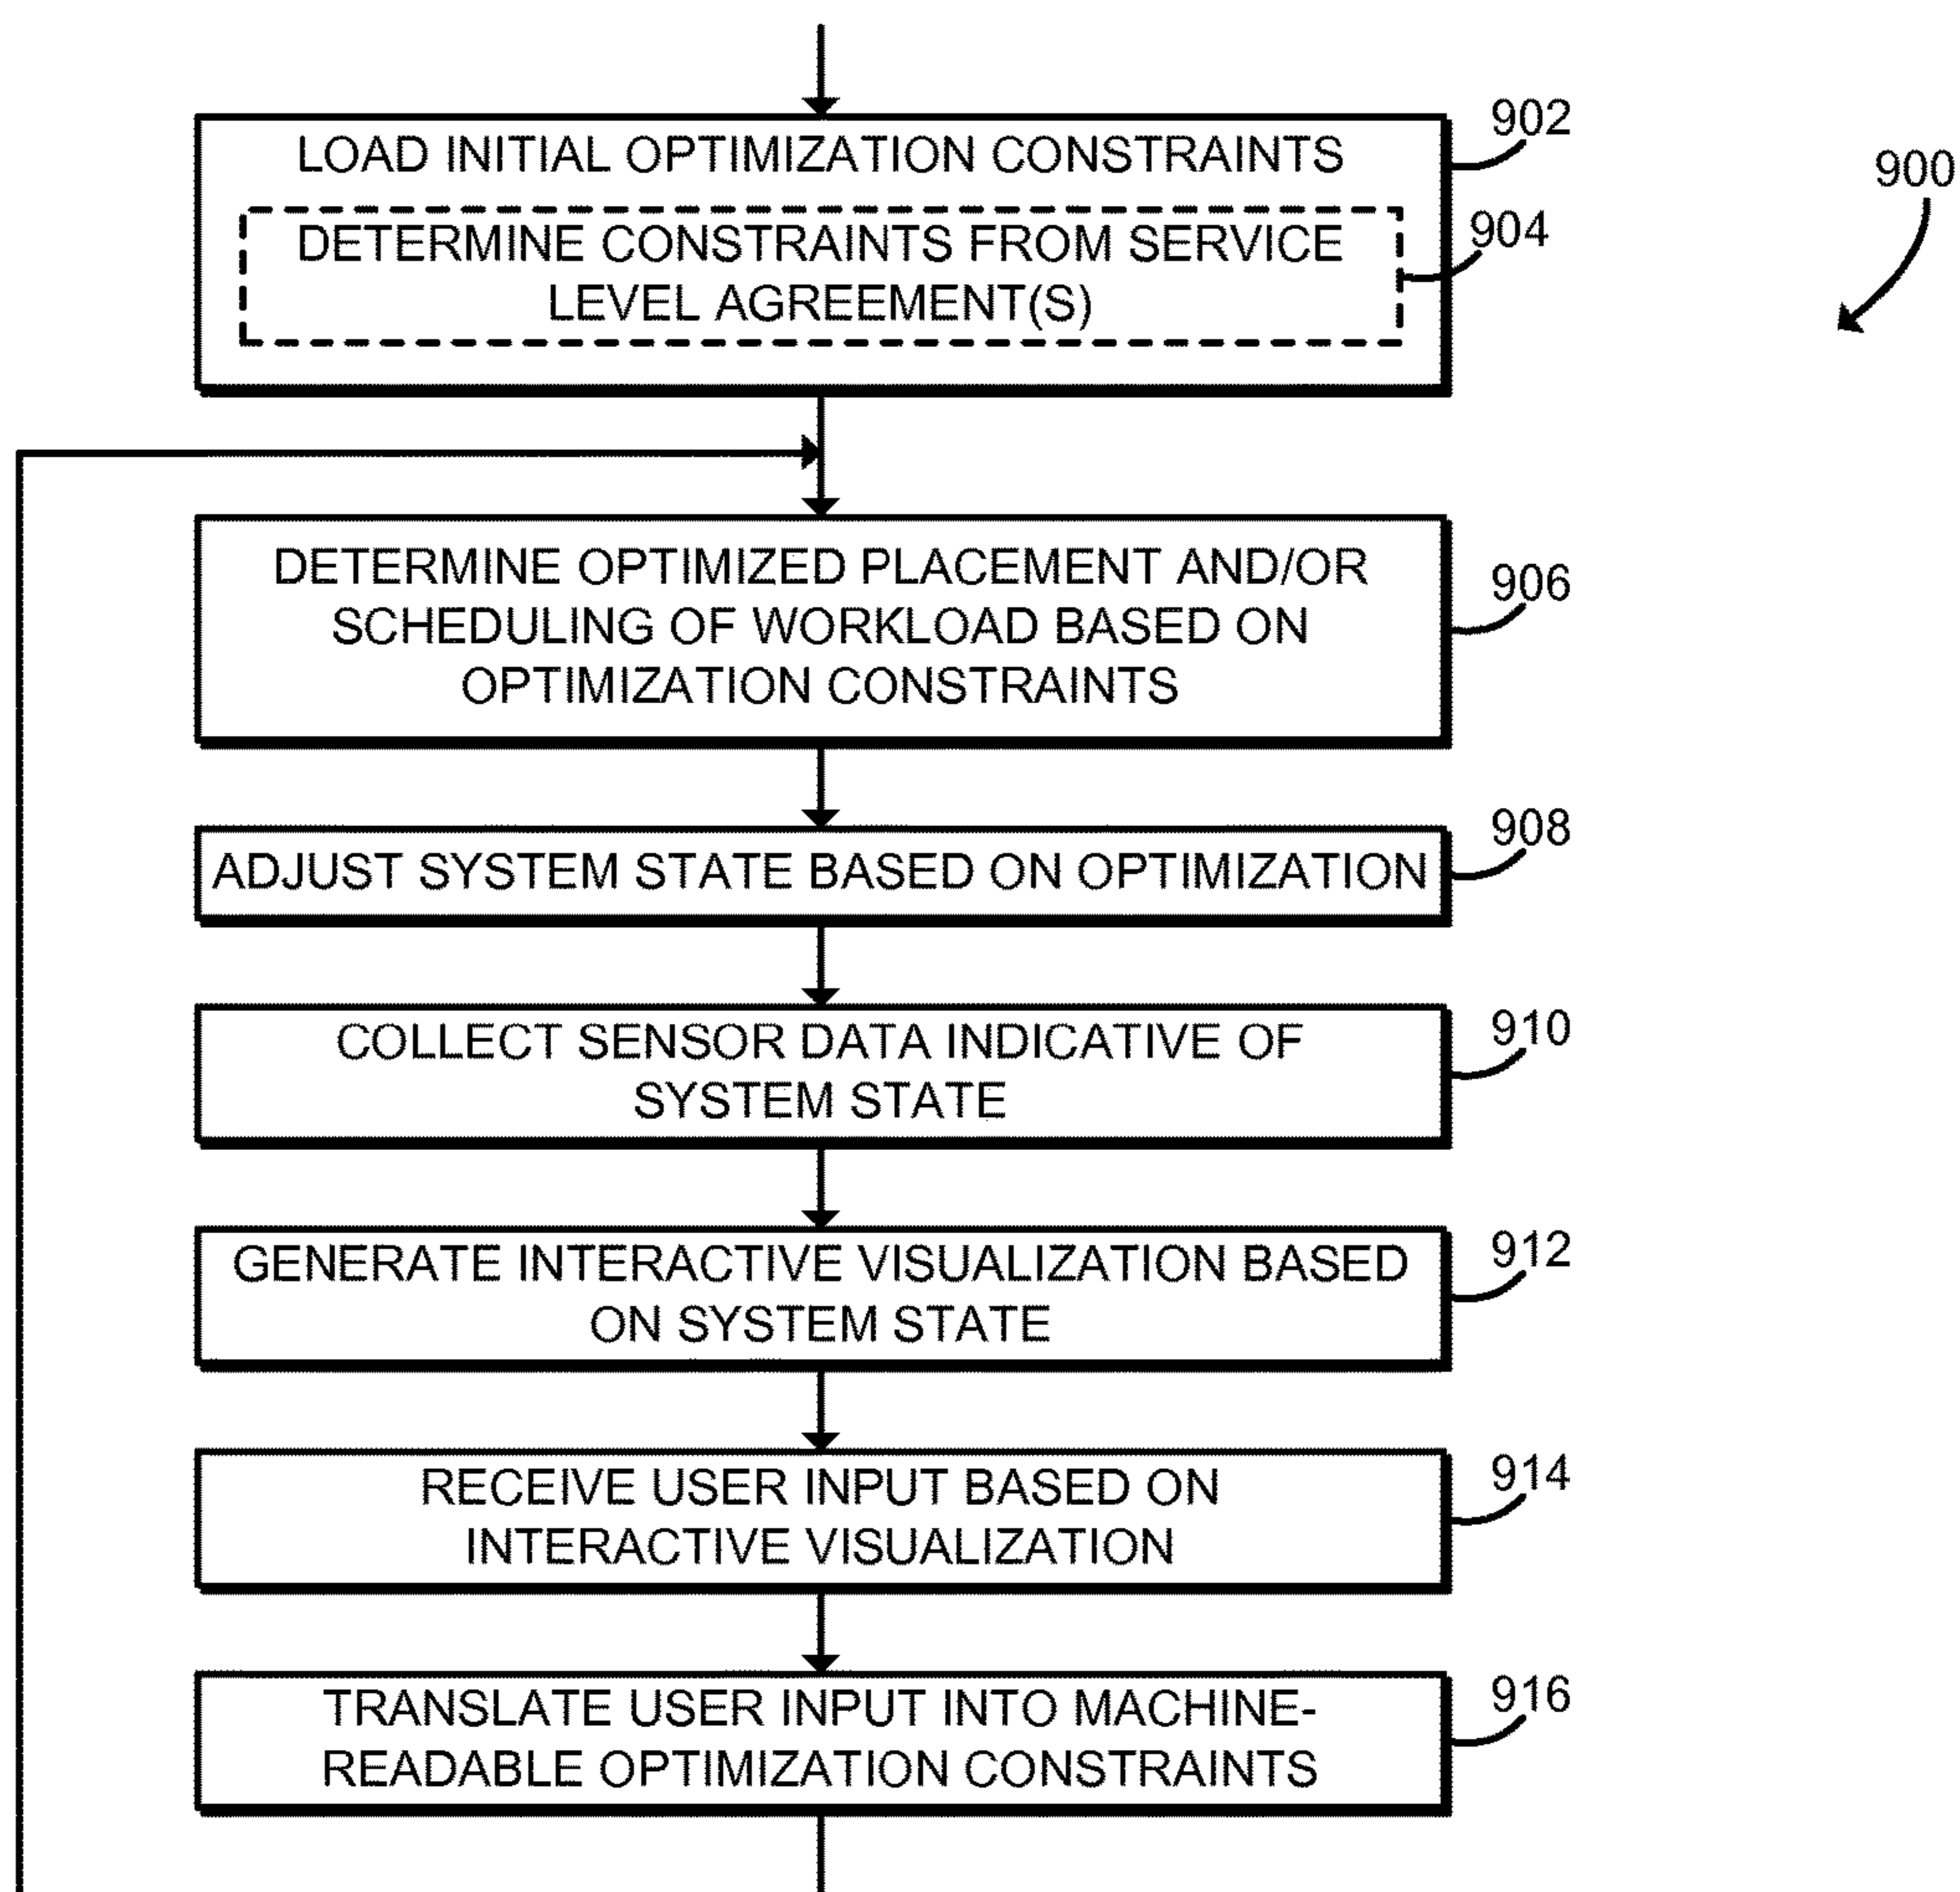 LOAD INITIAL OPTIMIZATION CONSTRAINTS
902
900
DETERMINE CONSTRAINTS FROM SERVICE
LEVEL AGREEMENT(S)
904
DETERMINE OPTIMIZED PLACEMENT AND/OR
SCHEDULING OF WORKLOAD BASED ON
OPTIMIZATION CONSTRAINTS
906
ADJUST SYSTEM STATE BASED ON OPTIMIZATION
908
COLLECT SENSOR DATA INDICATIVE OF
SYSTEM STATE
910
GENERATE INTERACTIVE VISUALIZATION BASED
ON SYSTEM STATE
912
RECEIVE USER INPUT BASED ON
INTERACTIVE VISUALIZATION
914
TRANSLATE USER INPUT INTO MACHINE-
READABLE OPTIMIZATION CONSTRAINTS
916